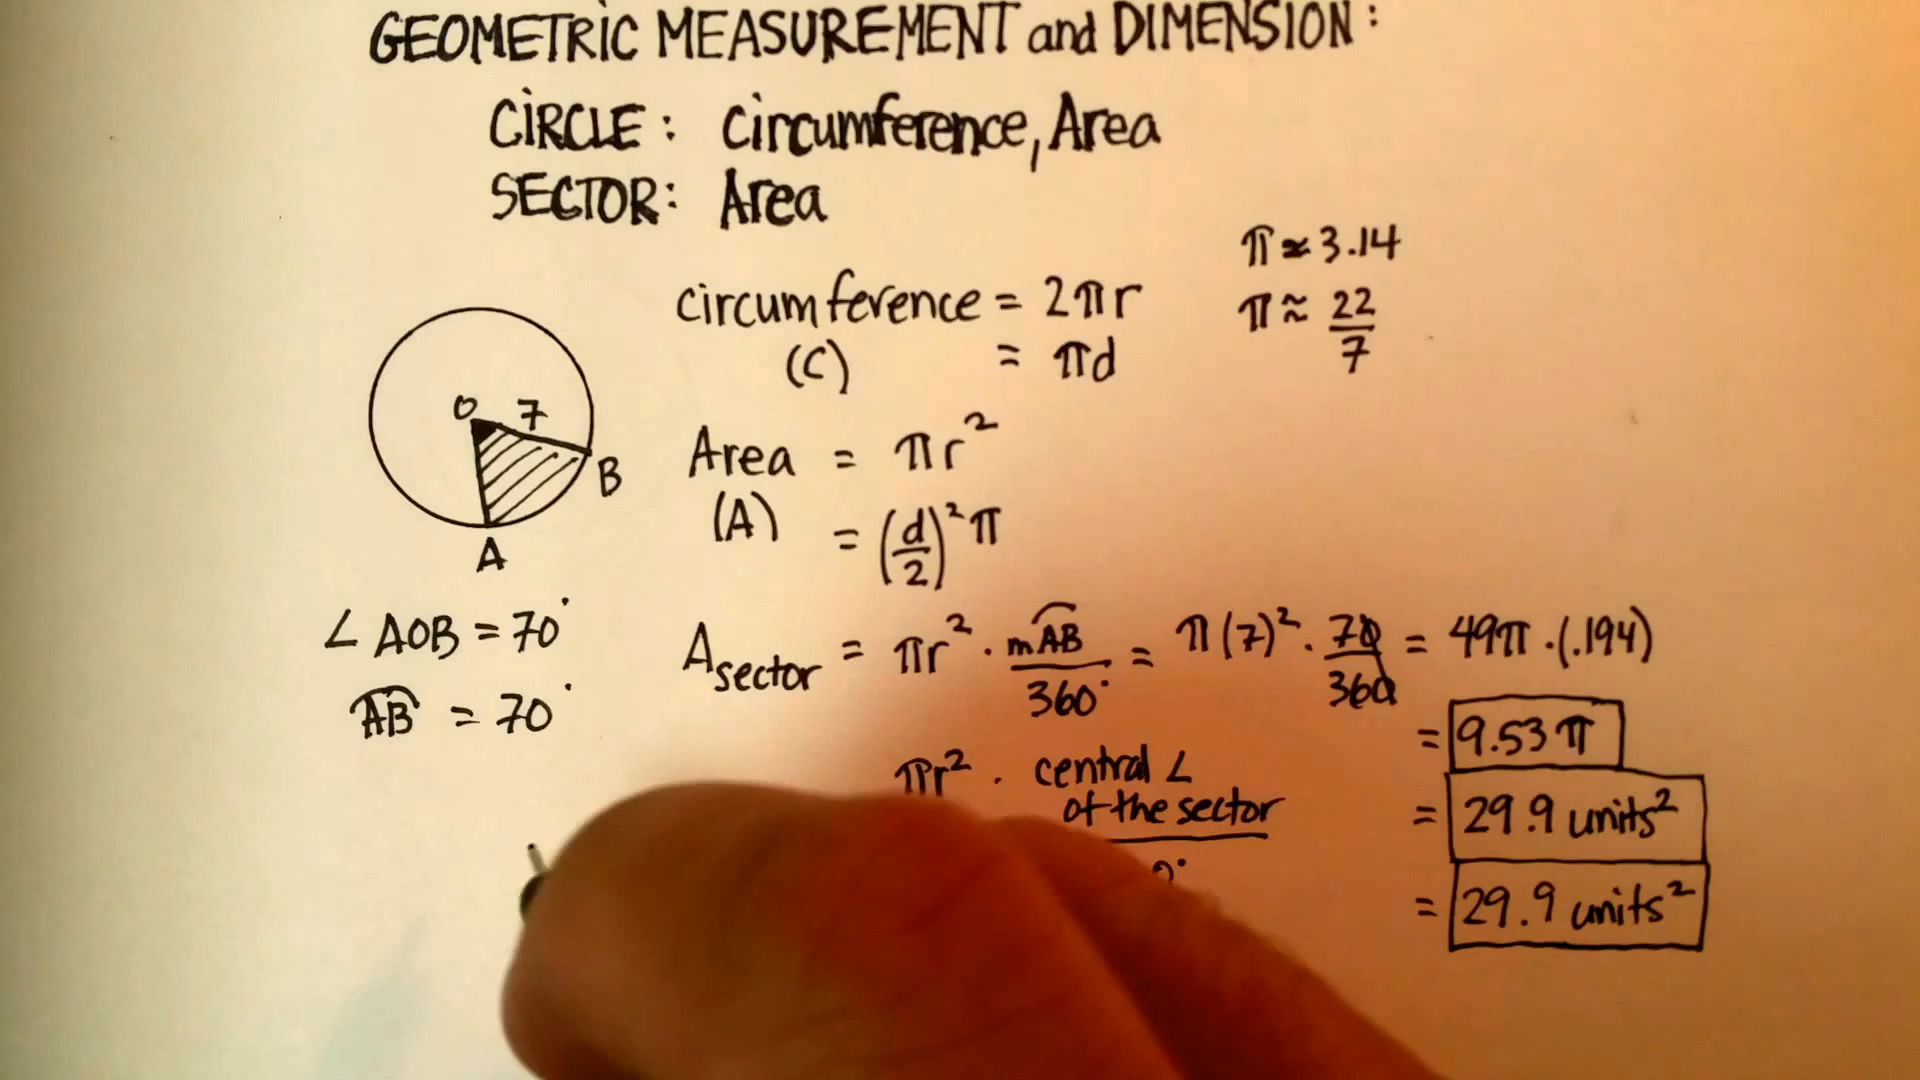 GEOMETRIC MEASUREMENT and DIMENSION:
CIRCLE: Circumference, Area
SECTOR: Area
π ≃ 3.14
π ≈ 22/7
circumference = 2πr
(C) = πd
O 7
B
A
Area = πr²
(A) = (d/2)²π
∠AOB = 70°
A sector = πr² · mAB/360° = π(7)² · 70/360 = 49π · (.194)
AB = 70°
= 9.53π
πr² · central ∠
of the sector
= 29.9 units²
= 29.9 units²